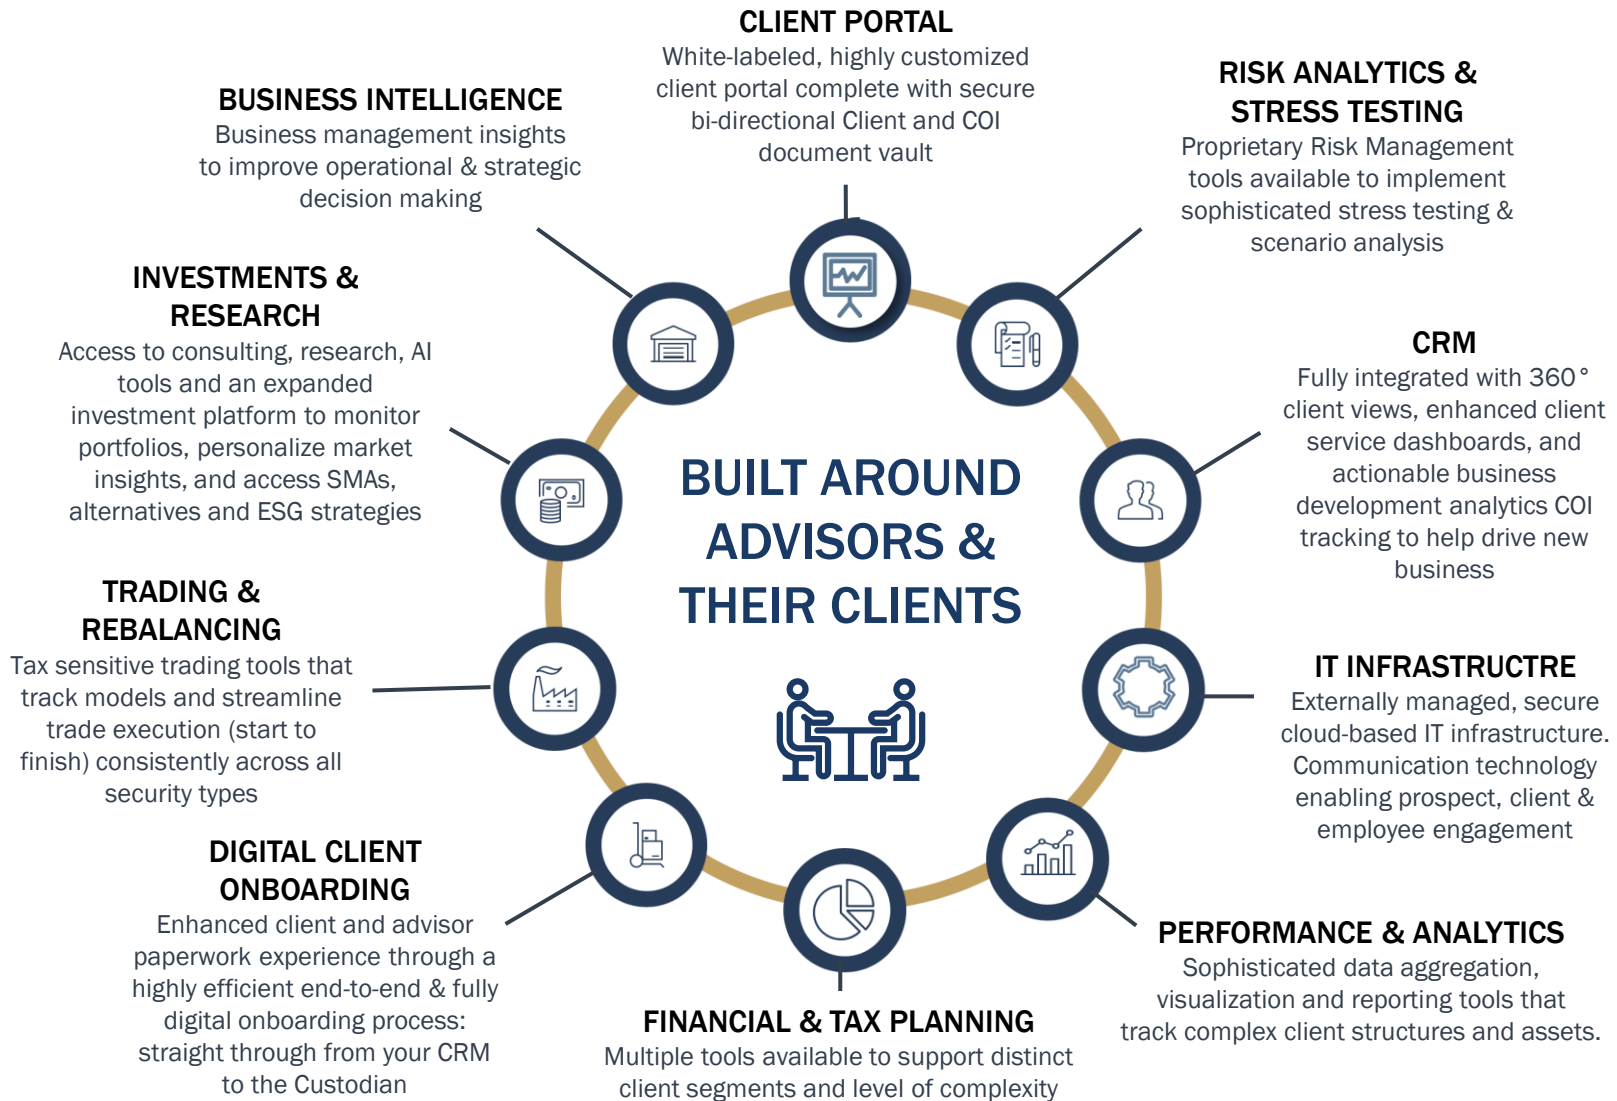 CLIENT PORTAL
White-labeled, highly customized
client portal complete with secure
bi-directional Client and COI
document vault
RISK ANALYTICS &
STRESS TESTING
Proprietary Risk Management
tools available to implement
sophisticated stress testing &
scenario analysis
CRM
Fully integrated with 360°
client views, enhanced client
service dashboards, and
actionable business
development analytics COI
tracking to help drive new
business
IT INFRASTRUCTRE
Externally managed, secure
cloud-based IT infrastructure.
Communication technology
enabling prospect, client &
employee engagement
PERFORMANCE & ANALYTICS
Sophisticated data aggregation,
visualization and reporting tools that
track complex client structures and assets.
FINANCIAL & TAX PLANNING
Multiple tools available to support distinct
client segments and level of complexity
DIGITAL CLIENT
ONBOARDING
Enhanced client and advisor
paperwork experience through a
highly efficient end-to-end & fully
digital onboarding process:
straight through from your CRM
to the Custodian
TRADING &
REBALANCING
Tax sensitive trading tools that
track models and streamline
trade execution (start to
finish) consistently across all
security types
INVESTMENTS &
RESEARCH
Access to consulting, research, AI
tools and an expanded
investment platform to monitor
portfolios, personalize market
insights, and access SMAs,
alternatives and ESG strategies
BUSINESS INTELLIGENCE
Business management insights
to improve operational & strategic
decision making
BUILT AROUND
ADVISORS &
THEIR CLIENTS